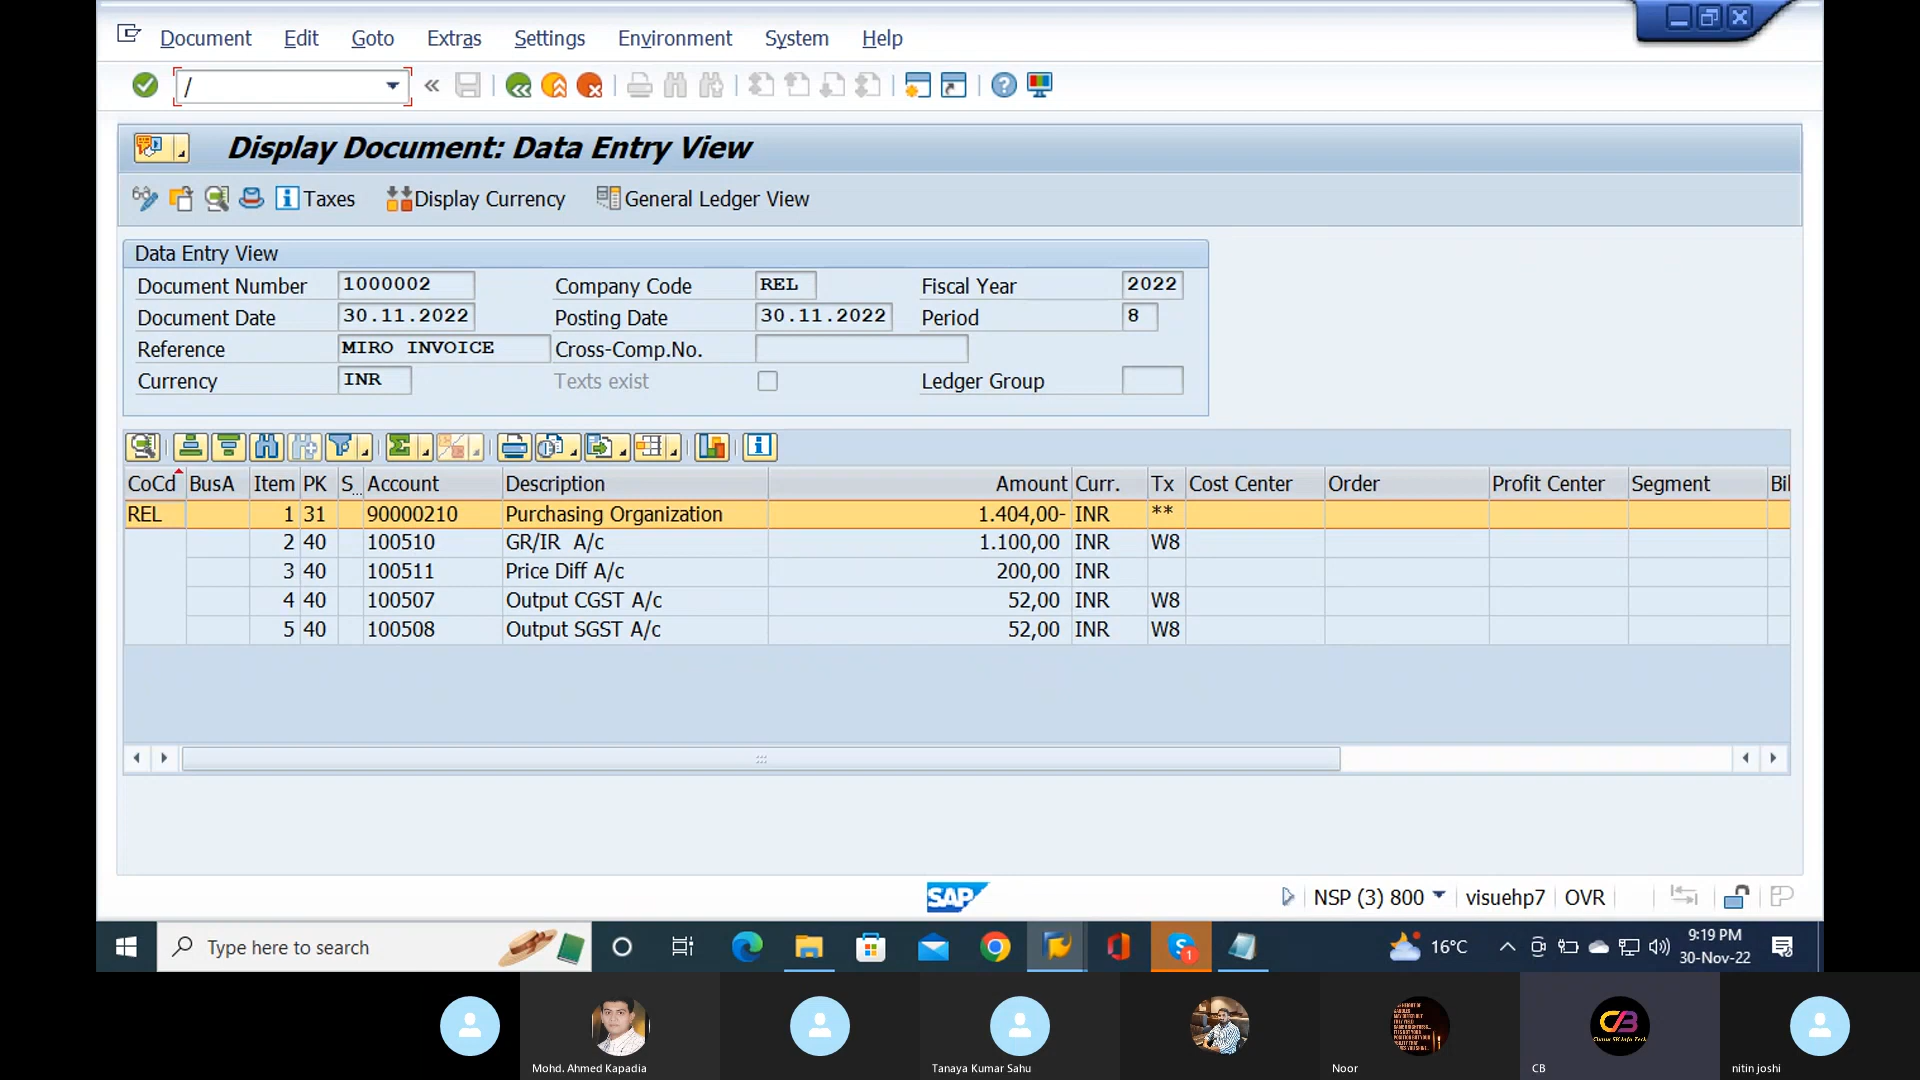 Document Edit Goto Extras Settings Environment System Help
/
Display Document: Data Entry View
Taxes Display Currency General Ledger View
Data Entry View
Document Number 1000002 Company Code REL Fiscal Year 2022
Document Date 30.11.2022 Posting Date 30.11.2022 Period 8
Reference MIRO INVOICE Cross-Comp.No.
Currency INR Texts exist Ledger Group
CoCd BusA Item PK S... Account Description Amount Curr. Tx Cost Center Order Profit Center Segment Bil
REL 1 31 90000210 Purchasing Organization 1.404,00- INR **
2 40 100510 GR/IR A/c 1.100,00 INR W8
3 40 100511 Price Diff A/c 200,00 INR
4 40 100507 Output CGST A/c 52,00 INR W8
5 40 100508 Output SGST A/c 52,00 INR W8
SAP NSP (3) 800 visuehp7 OVR
Type here to search 1 16°C 9:19 PM
30-Nov-22
CB
Mohd. Ahmed Kapadia Tanaya Kumar Sahu Noor CB nitin joshi